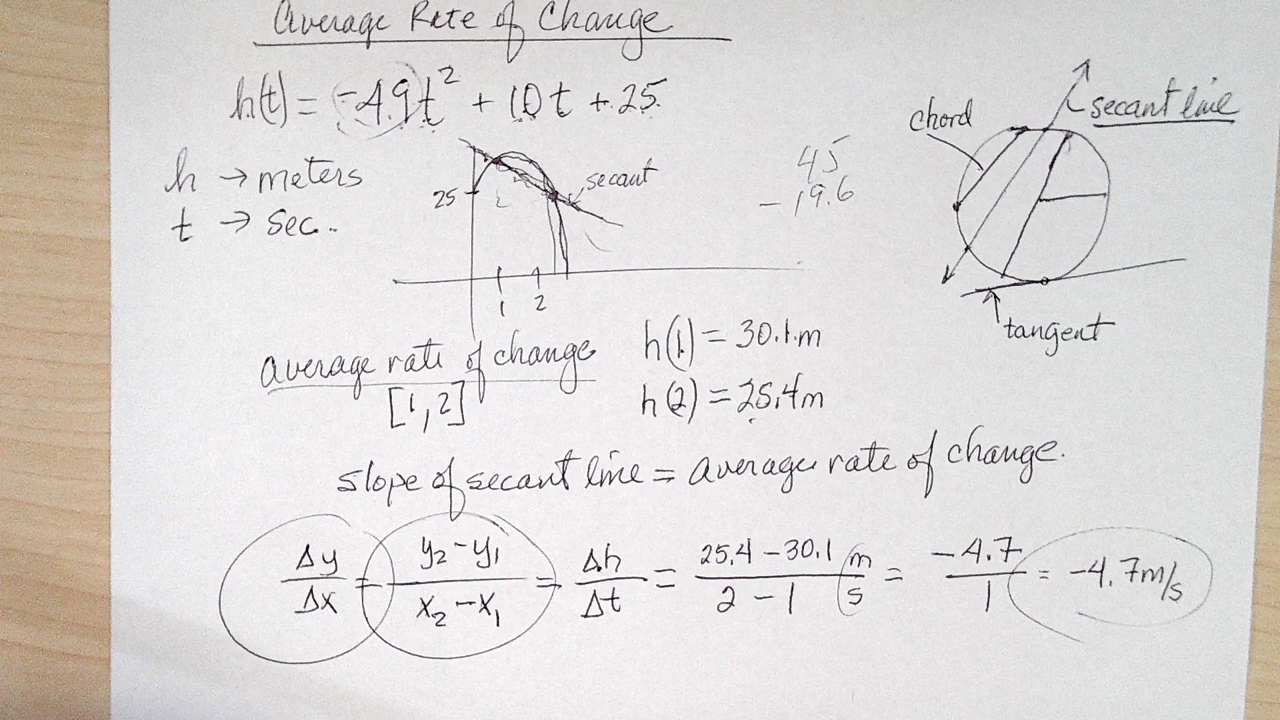 Average Rate of Change
h(t) = -4.9t² + 10t + 25
h → meters
t → sec.
25
secant
1 2
45
- 19.6
chord
secant line
tangent
average rate of change
[1,2]
h(1) = 30.1m
h(2) = 25.4m
slope of secant line = average rate of change.
Δy/Δx = (y₂-y₁)/(x₂-x₁) = Δh/Δt = (25.4-30.1)/(2-1) m/s = -4.7/1 = -4.7m/s